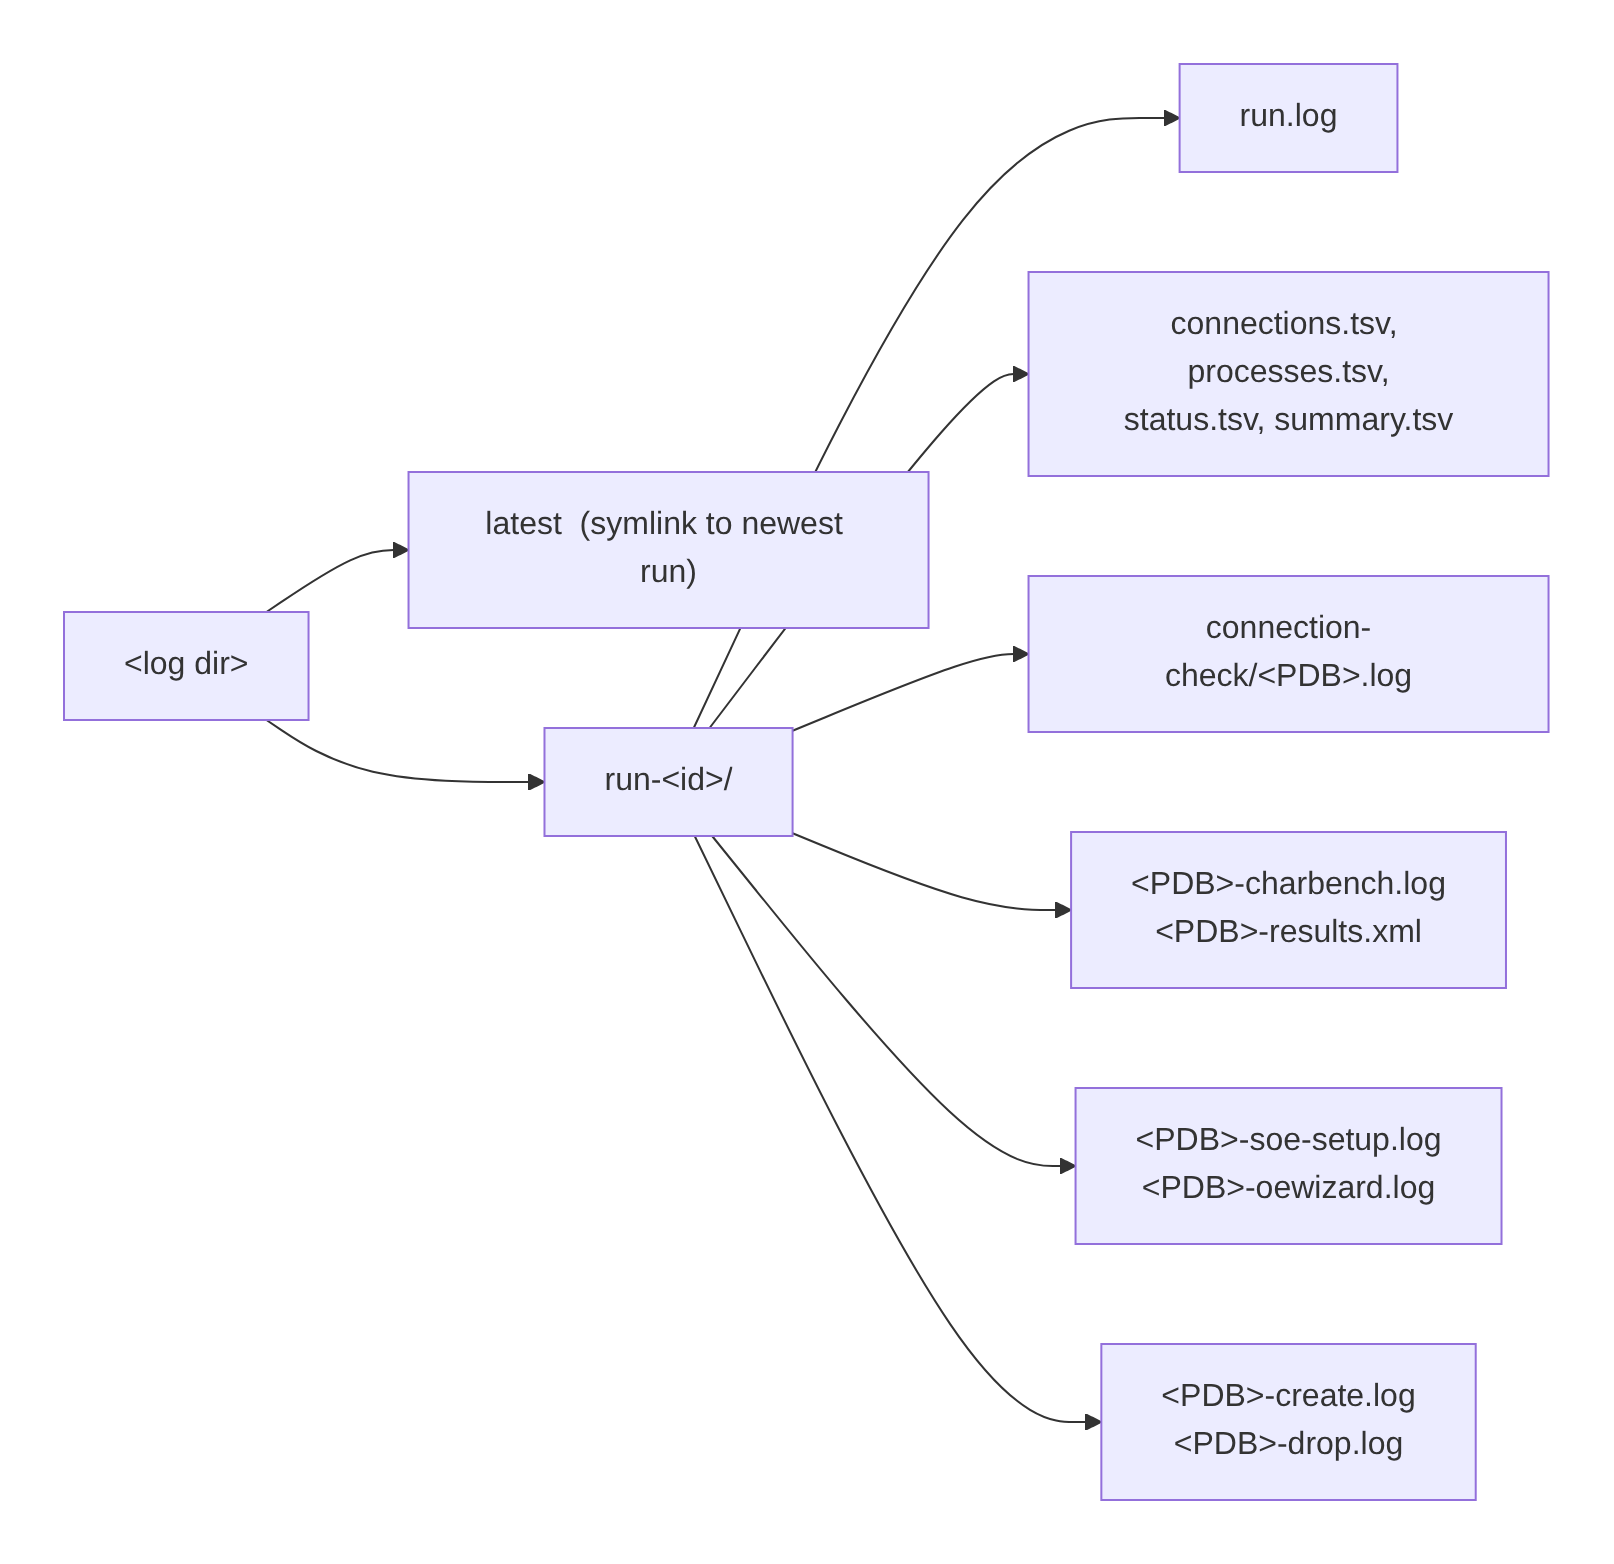 <log dir>
latest  (symlink to newest
run)
run-<id>/
run.log
connections.tsv,
processes.tsv,
status.tsv, summary.tsv
connection-
check/<PDB>.log
<PDB>-charbench.log
<PDB>-results.xml
<PDB>-soe-setup.log
<PDB>-oewizard.log
<PDB>-create.log
<PDB>-drop.log